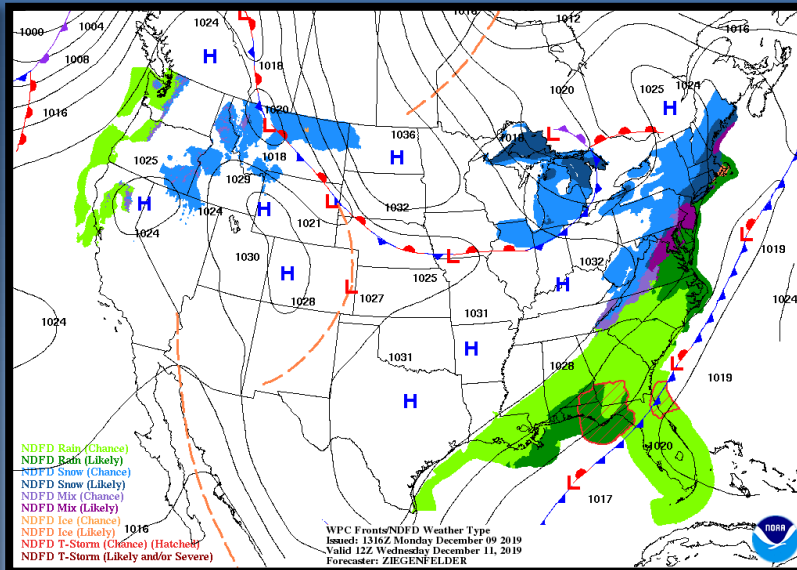 1024
1016
1012
1000
1004
1016
1008
1018
1020
1025
1024
1016
1020
1036
1018
1018
1025
1029
1032
1024
1021
1024
1019
1030
1032
1025
1028
1027
1024
1024
1031
1031
1028
1019
1020
1017
1016
H
H
H
H
H
H
H
H
H
L
L
L
L
L
L
L
L
L
NDFD Rain (Chance)
NDFD Rain (Likely)
NDFD Snow (Chance)
NDFD Snow (Likely)
NDFD Mix (Chance)
NDFD Mix (Likely)
NDFD Ice (Chance)
NDFD Ice (Likely)
NDFD T-Storm (Chance) (Hatched)
NDFD T-Storm (Likely and/or Severe)
WPC Fronts/NDFD Weather Type
Issued: 1316Z Monday December 09 2019
Valid 12Z Wednesday December 11, 2019
Forecaster: ZIEGENFELDER
NOAA